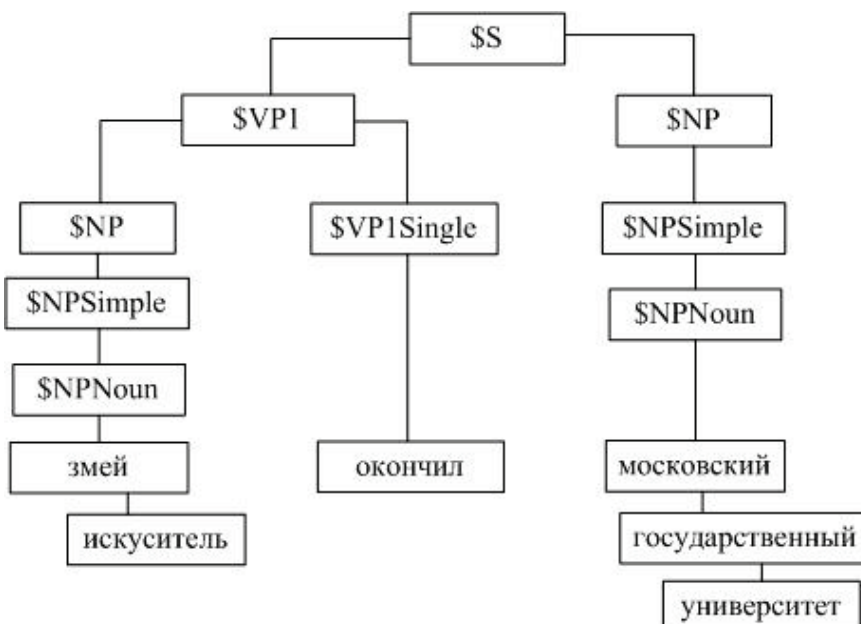 $S
$VP1
$NP
$NP
$VP1Single
$NPSimple
$NPSimple
$NPNoun
$NPNoun
змей
окончил
московский
искуситель
государственный
университет